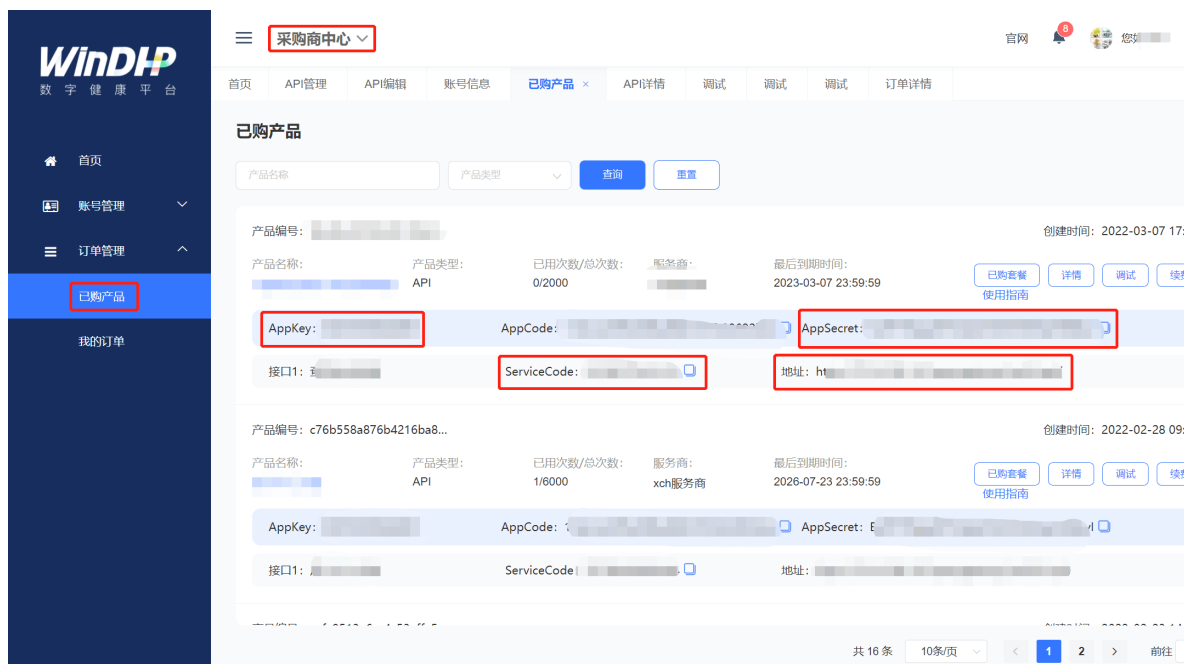 WinDHP
数字健康平台
首页
账号管理
订单管理
已购产品
我的订单
采购商中心
官网
8
您
首页 API管理 API编辑 账号信息 已购产品 × API详情 调试 调试 调试 订单详情
已购产品
产品名称 产品类型 查询 重置
产品编号： 创建时间：2022-03-07 17:
产品名称： 产品类型： 已用次数/总次数： 服务商： 最后到期时间：
API 0/2000 2023-03-07 23:59:59
已购套餐 详情 调试 续费
使用指南
AppKey: AppCode: AppSecret:
接口1： ServiceCode: 地址：
产品编号：c76b558a876b4216ba8... 创建时间：2022-02-28 09:
产品名称： 产品类型： 已用次数/总次数： 服务商： 最后到期时间：
API 1/6000 xch服务商 2026-07-23 23:59:59
已购套餐 详情 调试 续费
使用指南
AppKey: AppCode: AppSecret:
接口1： ServiceCode 地址：
共 16 条 10条/页 < 1 2 > 前往